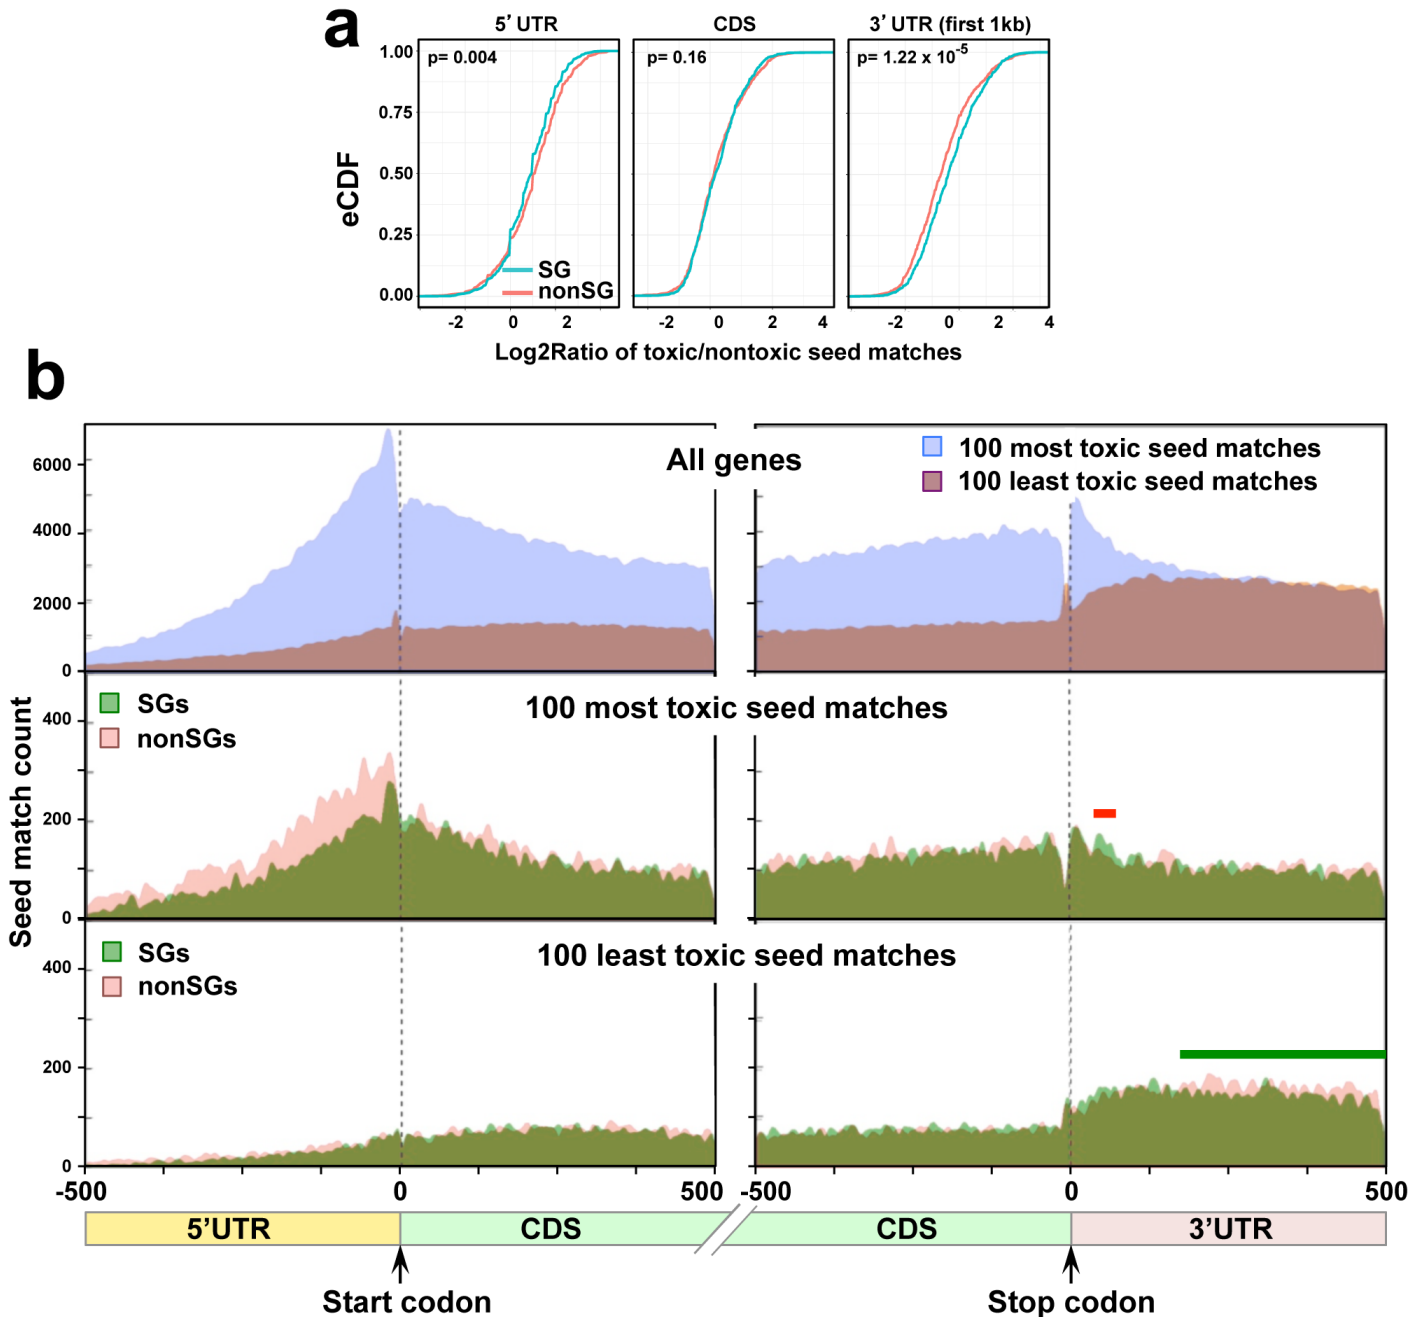 a
5' UTR
CDS
3' UTR (first 1kb)
p= 0.004
p= 0.16
p= 1.22 x 10-5
1.00
0.75
0.50
0.25
0.00
eCDF
SG
nonSG
-2 0 2
-2 0 2 4
-2 0 2 4
Log2Ratio of toxic/nontoxic seed matches
b
All genes
100 most toxic seed matches
100 least toxic seed matches
6000
4000
2000
0
SGs
nonSGs
100 most toxic seed matches
400
200
0
Seed match count
SGs
nonSGs
100 least toxic seed matches
400
200
0
-500 0 500
-500 0 500
5'UTR
CDS
CDS
3'UTR
Start codon
Stop codon